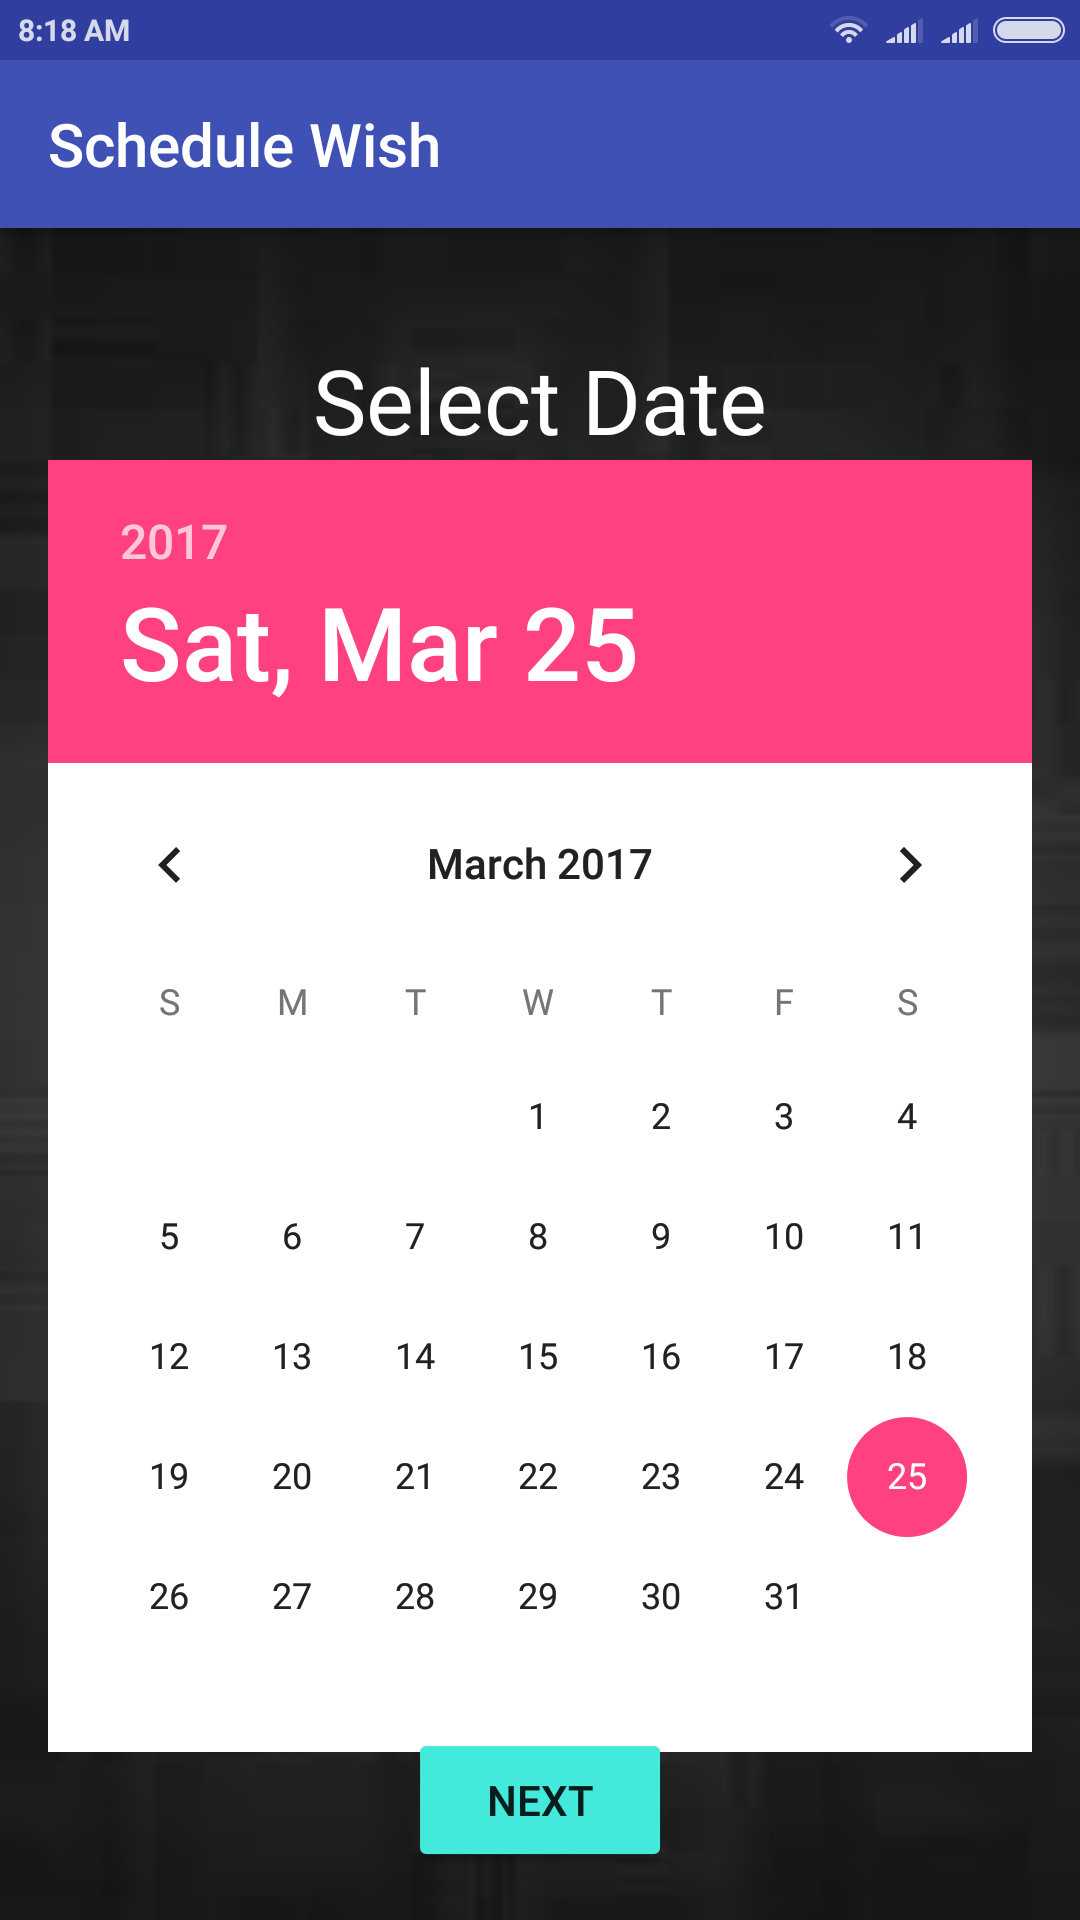 8:18 AM
Schedule Wish
Select Date
2017
Sat, Mar 25
March 2017
S M T W T F S
1 2 3 4
5 6 7 8 9 10 11
12 13 14 15 16 17 18
19 20 21 22 23 24 25
26 27 28 29 30 31
NEXT